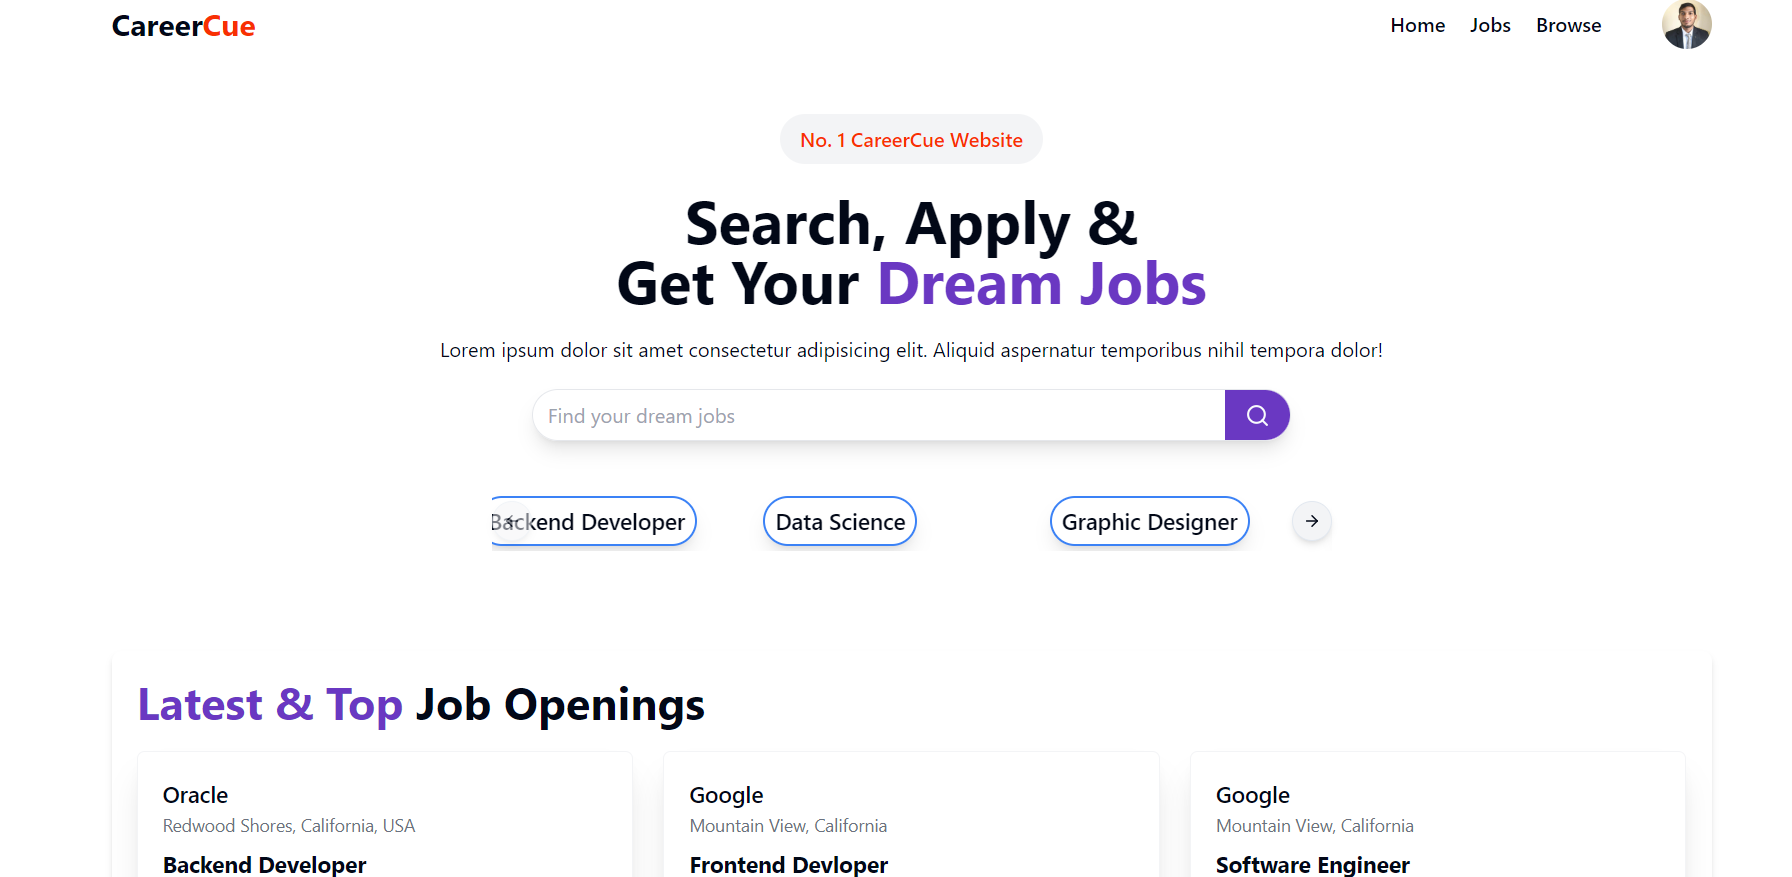 CareerCue
Home Jobs Browse
No. 1 CareerCue Website
Search, Apply &
Get Your Dream Jobs
Lorem ipsum dolor sit amet consectetur adipisicing elit. Aliquid aspernatur temporibus nihil tempora dolor!
Find your dream jobs
Backend Developer Data Science Graphic Designer
Latest & Top Job Openings
Oracle Google Google
Redwood Shores, California, USA Mountain View, California Mountain View, California
Backend Developer Frontend Devloper Software Engineer